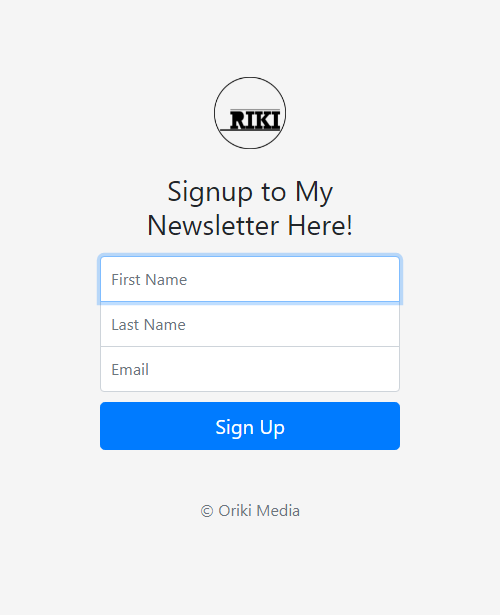 RIKI
Signup to My
Newsletter Here!
First Name
Last Name
Email
Sign Up
© Oriki Media